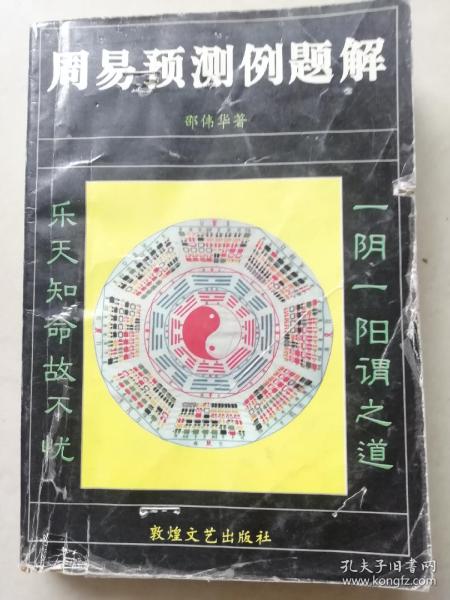 周易预测例题解
邵伟华著
一阴一阳谓之道
乐天知命故不忧
敦煌文艺出版社
孔夫子旧书网
www.kongfz.com